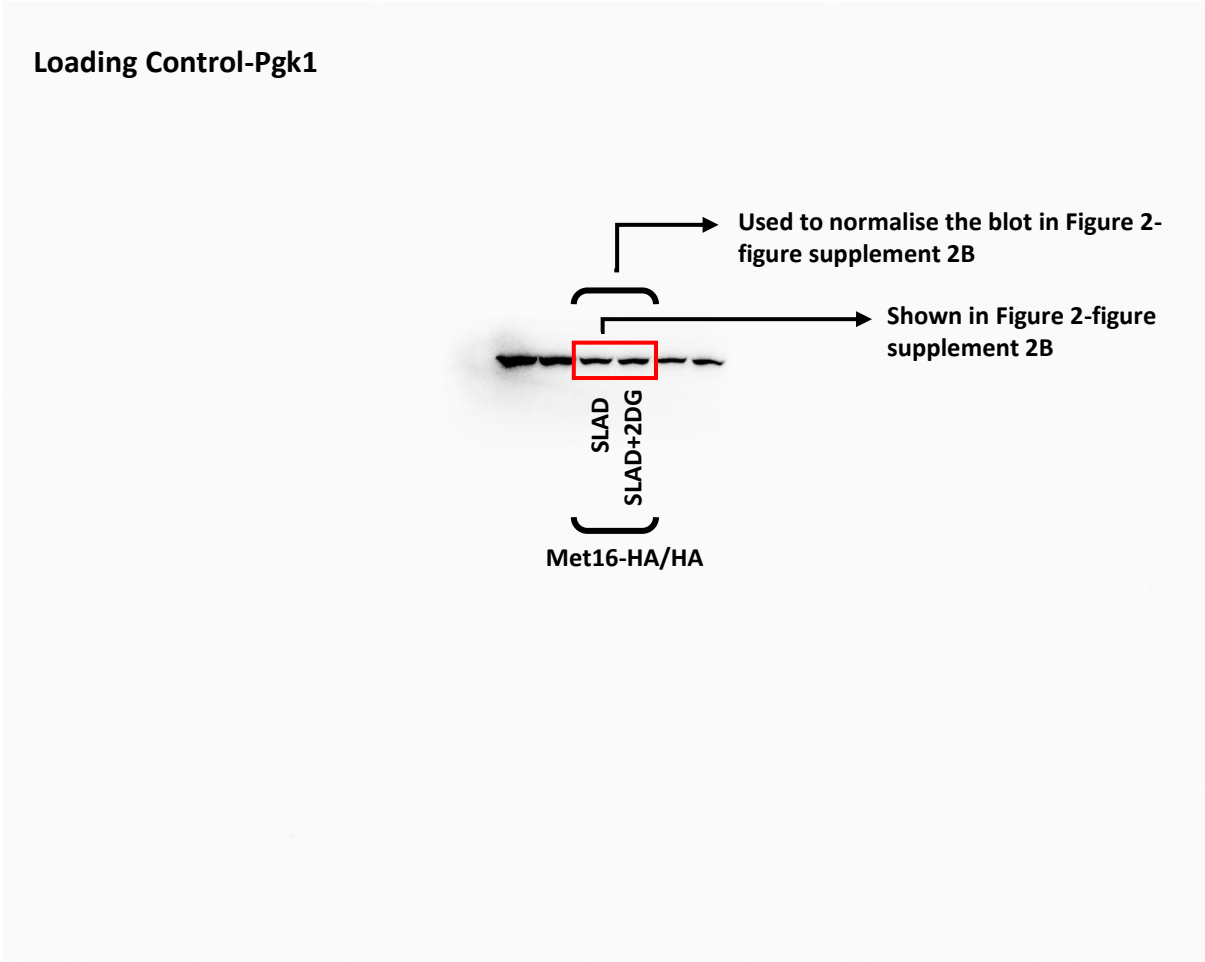 Loading Control-Pgk1
Used to normalise the blot in Figure 2-
figure supplement 2B
Shown in Figure 2-figure
supplement 2B
SLAD
SLAD+2DG
Met16-HA/HA